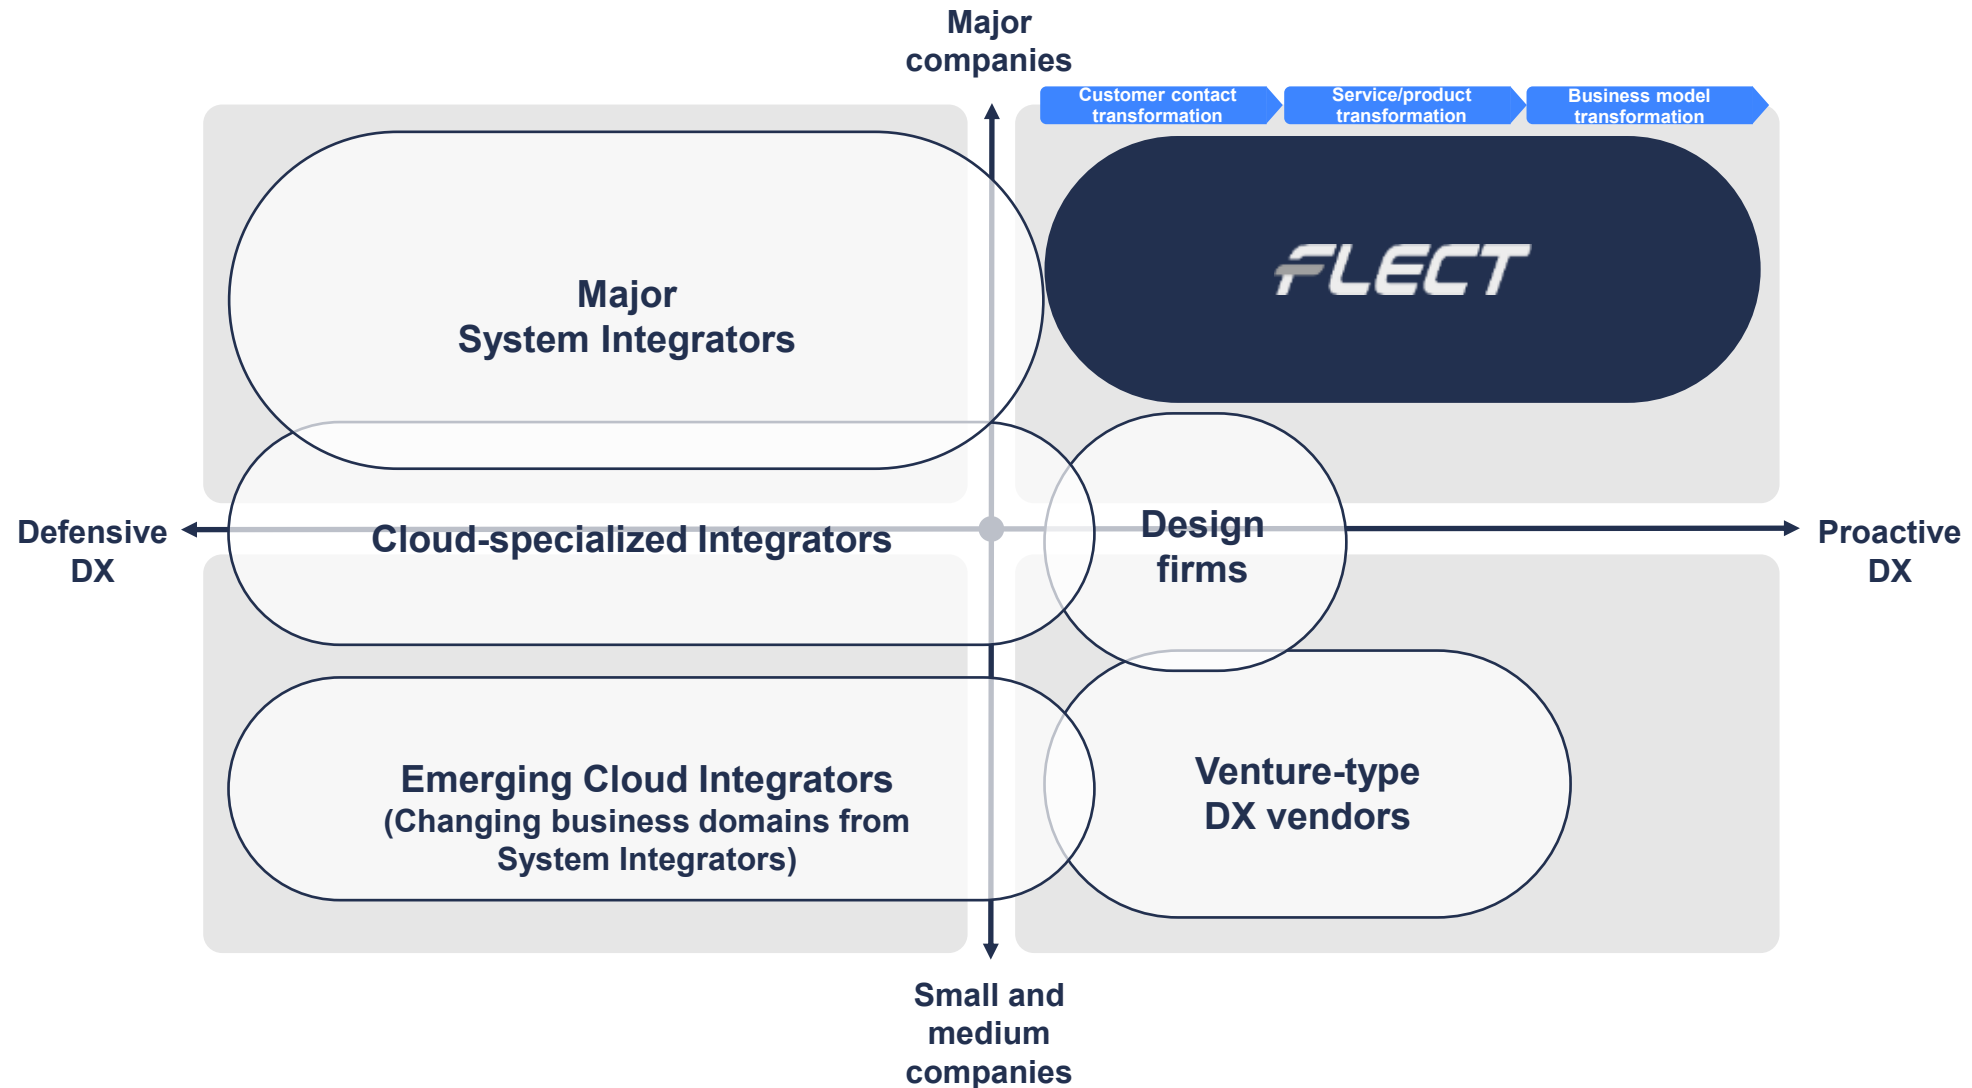 Major
companies
Customer contact
transformation
Service/product
transformation
Business model
transformation
FLECT
Major
System Integrators
Cloud-specialized Integrators
Design
firms
Defensive
DX
Proactive
DX
Emerging Cloud Integrators
(Changing business domains from
System Integrators)
Venture-type
DX vendors
Small and
medium
companies